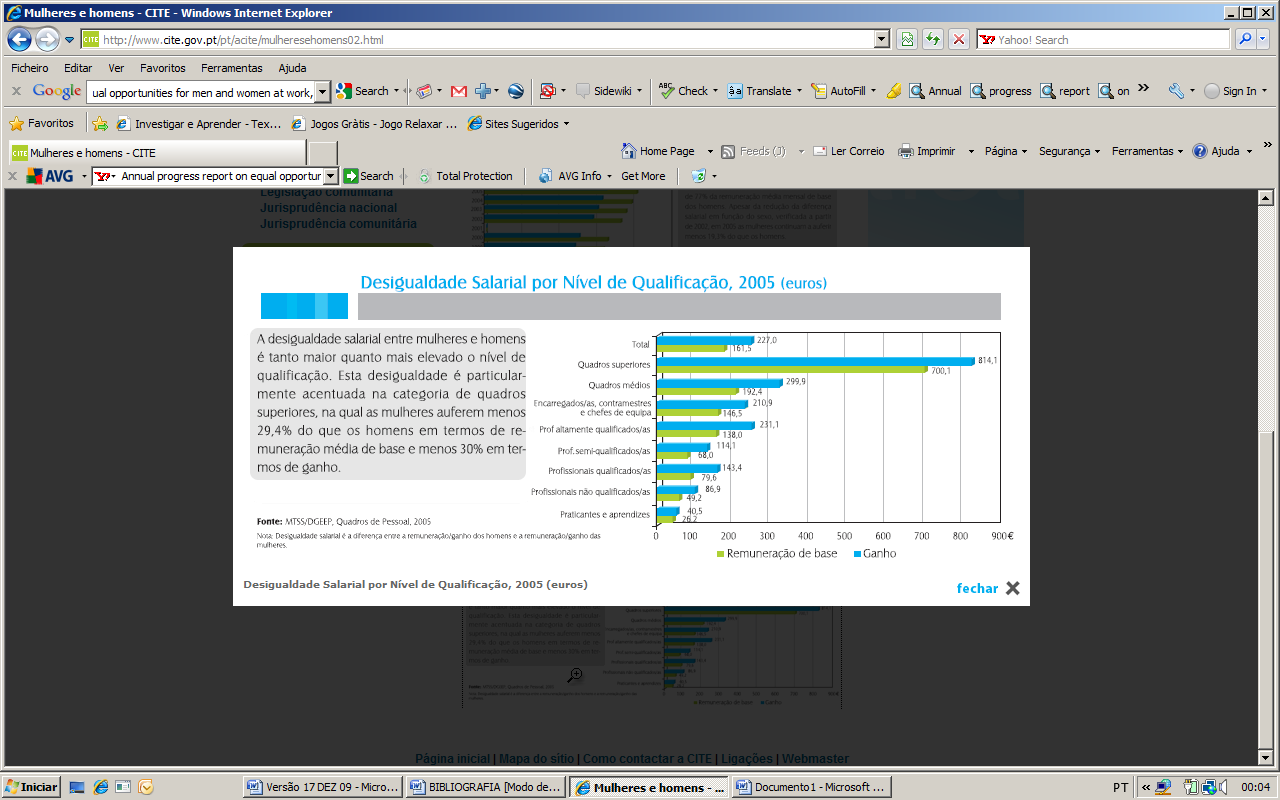 Mulheres e homens - CITE - Windows Internet Explorer
http://www.cite.gov.pt/pt/acite/mulheresehomens02.html
Yahoo! Search
Ficheiro Editar Ver Favoritos Ferramentas Ajuda
Google ual opportunities for men and women at work, Search Sidewiki Check Translate AutoFill Annual progress report on Sign In
Favoritos Investigar e Aprender - Tex... Jogos Gràtis - Jogo Relaxar ... Sites Sugeridos
CITE Mulheres e homens - CITE Home Page Feeds (J) Ler Correio Imprimir Página Segurança Ferramentas Ajuda
AVG Annual progress report on equal opportur Search Total Protection AVG Info Get More
Legislação comunitária
Jurisprudência nacional
Jurisprudência comunitária
Desigualdade Salarial por Nível de Qualificação, 2005 (euros)
A desigualdade salarial entre mulheres e homens
é tanto maior quanto mais elevado o nível de
qualificação. Esta desigualdade é particular-
mente acentuada na categoria de quadros
superiores, na qual as mulheres auferem menos
29,4% do que os homens em termos de re-
muneração média de base e menos 30% em ter-
mos de ganho.
Fonte: MTSS/DGEEP, Quadros de Pessoal, 2005
Nota: Desigualdade salarial é a diferença entre a remuneração/ganho dos homens e a remuneração/ganho das
mulheres.
Total 227,0
161,5
Quadros superiores 814,1
700,1
Quadros médios 299,9
192,4
Encarregados/as, contramestres
e chefes de equipa
210,9
146,5
Prof altamente qualificados/as 231,1
138,0
Prof. semi-qualificados/as 114,1
68,0
Profissionais qualificados/as 143,4
79,6
Profissionais não qualificados/as 86,9
49,2
Praticantes e aprendizes 40,5
26,2
0 100 200 300 400 500 600 700 800 900 €
Remuneração de base Ganho
Desigualdade Salarial por Nível de Qualificação, 2005 (euros)
fechar
Página inicial | Mapa do sítio | Como contactar a CITE | Ligações | Webmaster
Iniciar Versão 17 DEZ 09 - Micro... BIBLIOGRAFIA [Modo de... Mulheres e homens - ... Documento1 - Microsoft ... PT 00:04